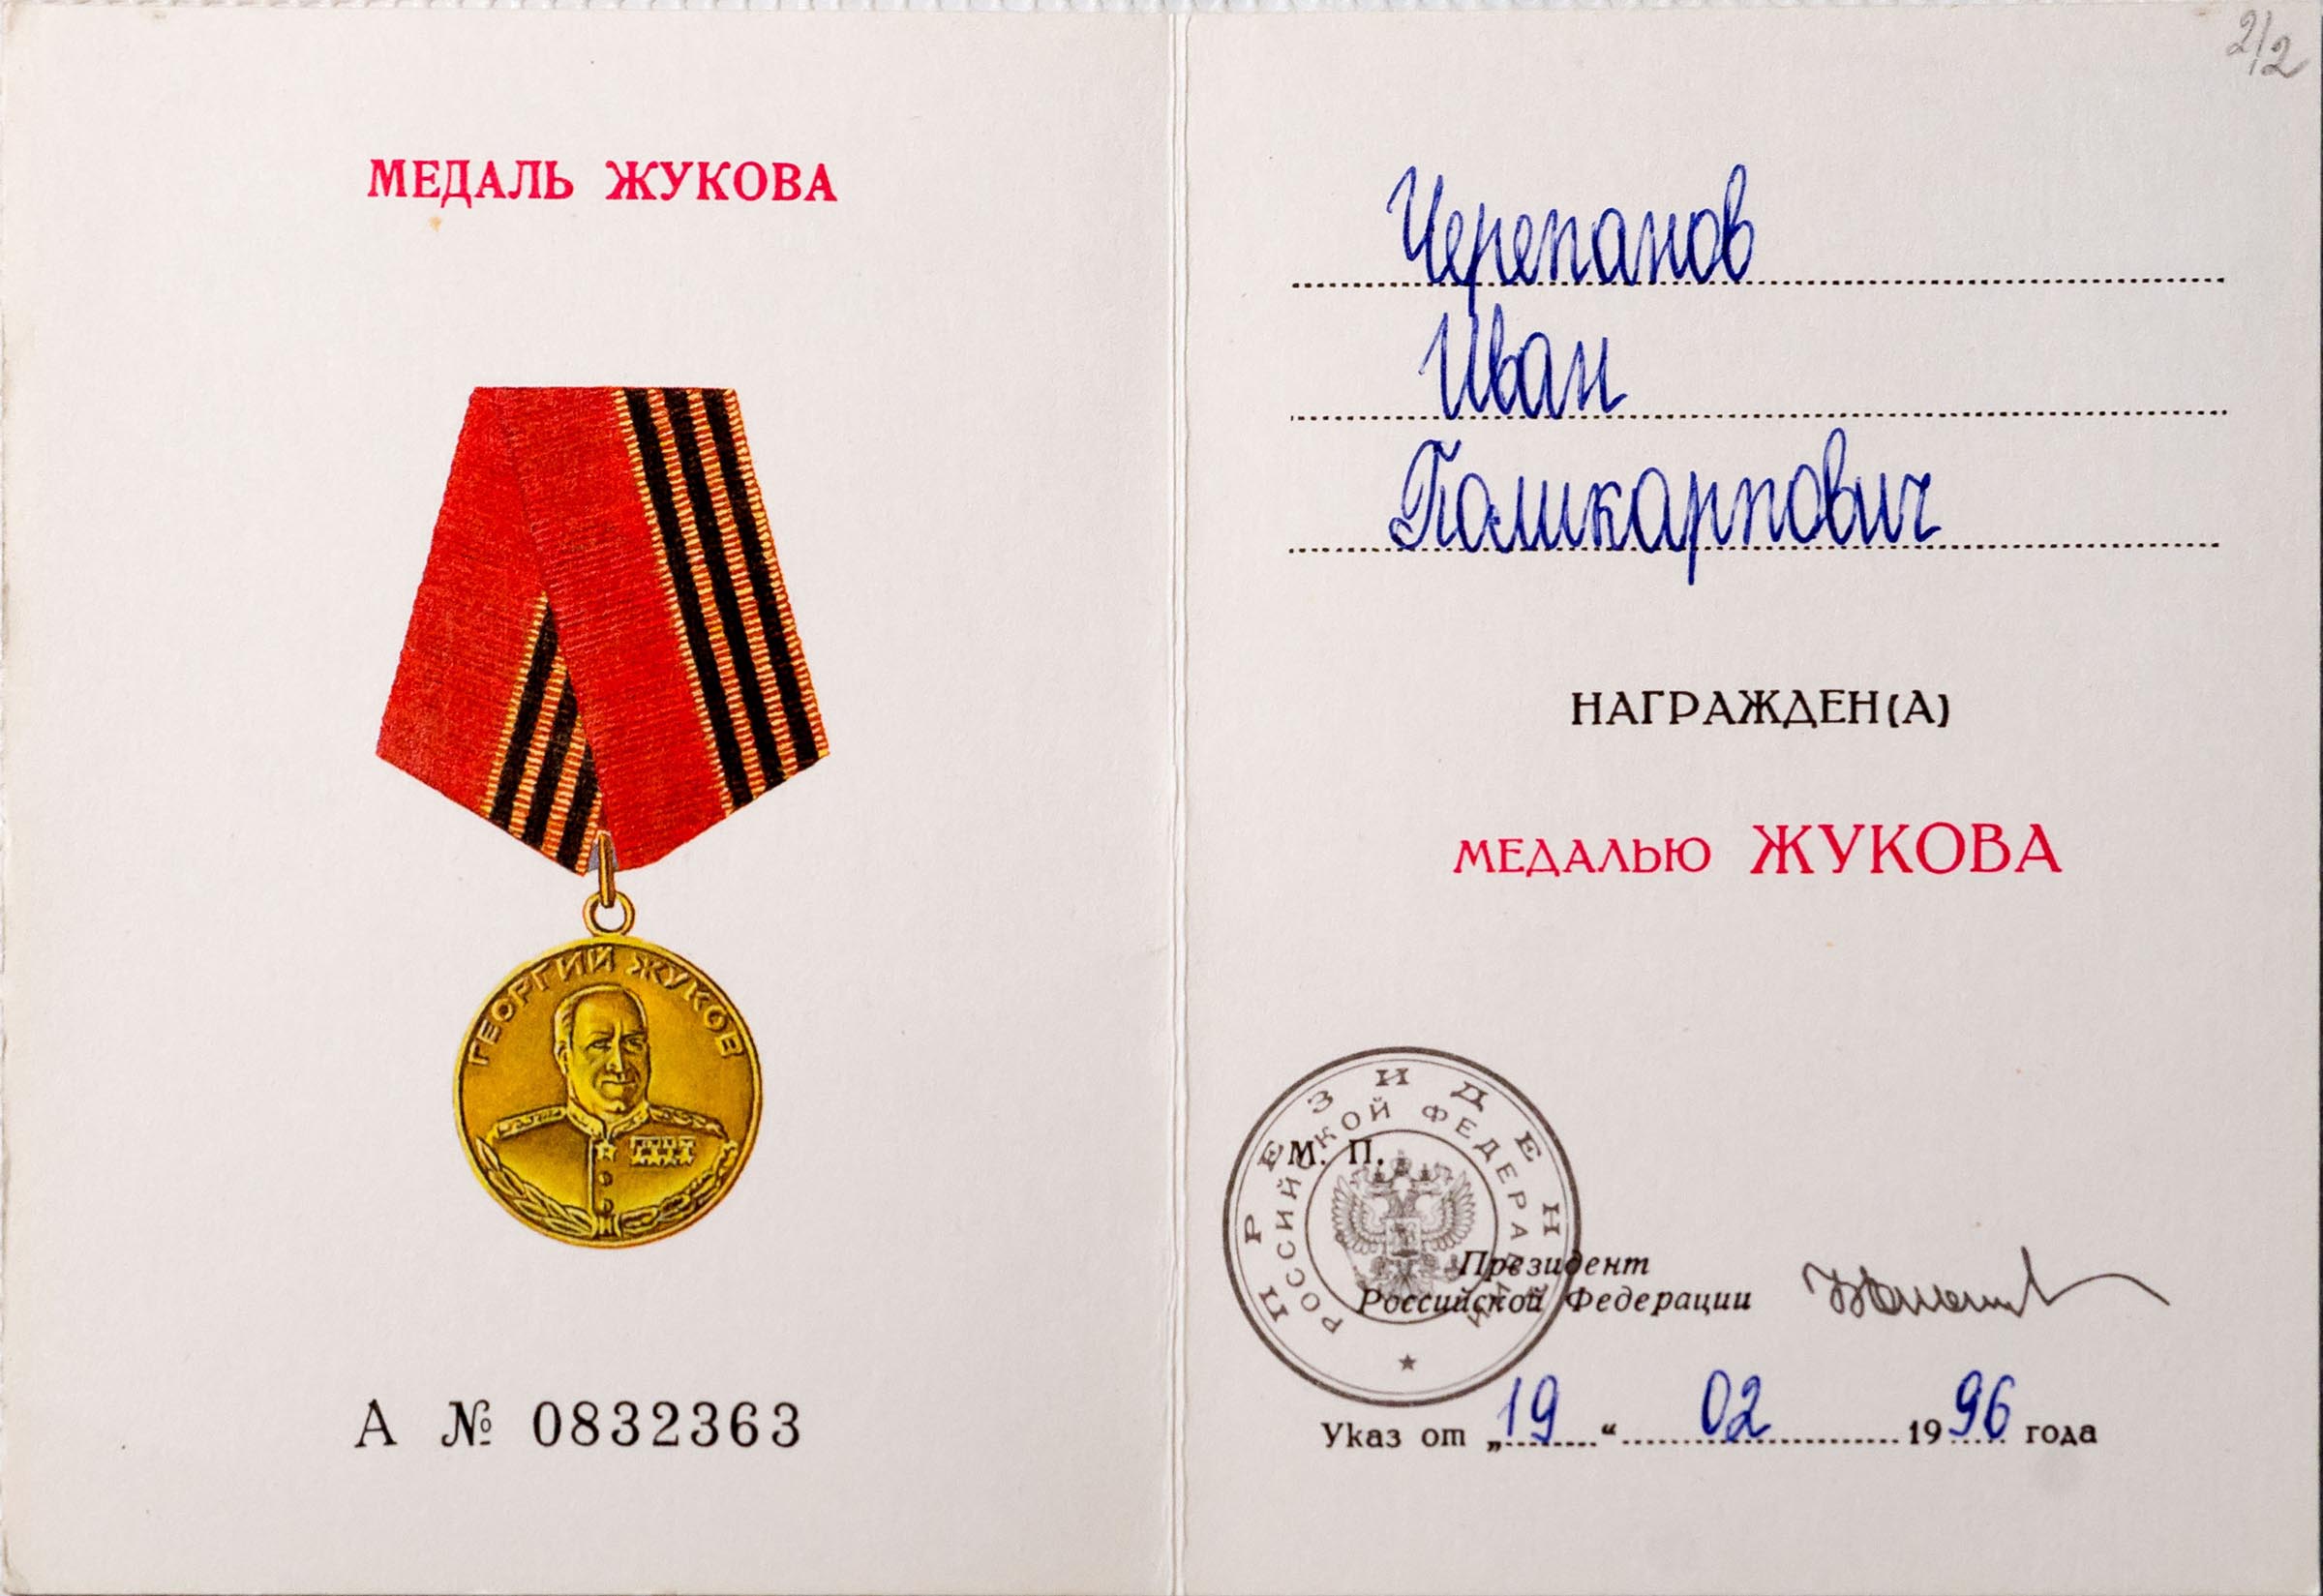 2/2
МЕДАЛЬ ЖУКОВА
ГЕОРГИЙ ЖУКОВ
А № 0832363
Черепанов
Иван
Поликарпович
НАГРАЖДЕН(А)
МЕДАЛЬЮ ЖУКОВА
ПРЕЗИДЕНТ
РОССИЙСКОЙ ФЕДЕРАЦИИ
М. П.
Президент
Российской Федерации
Указ от „19“ 02 1996 года